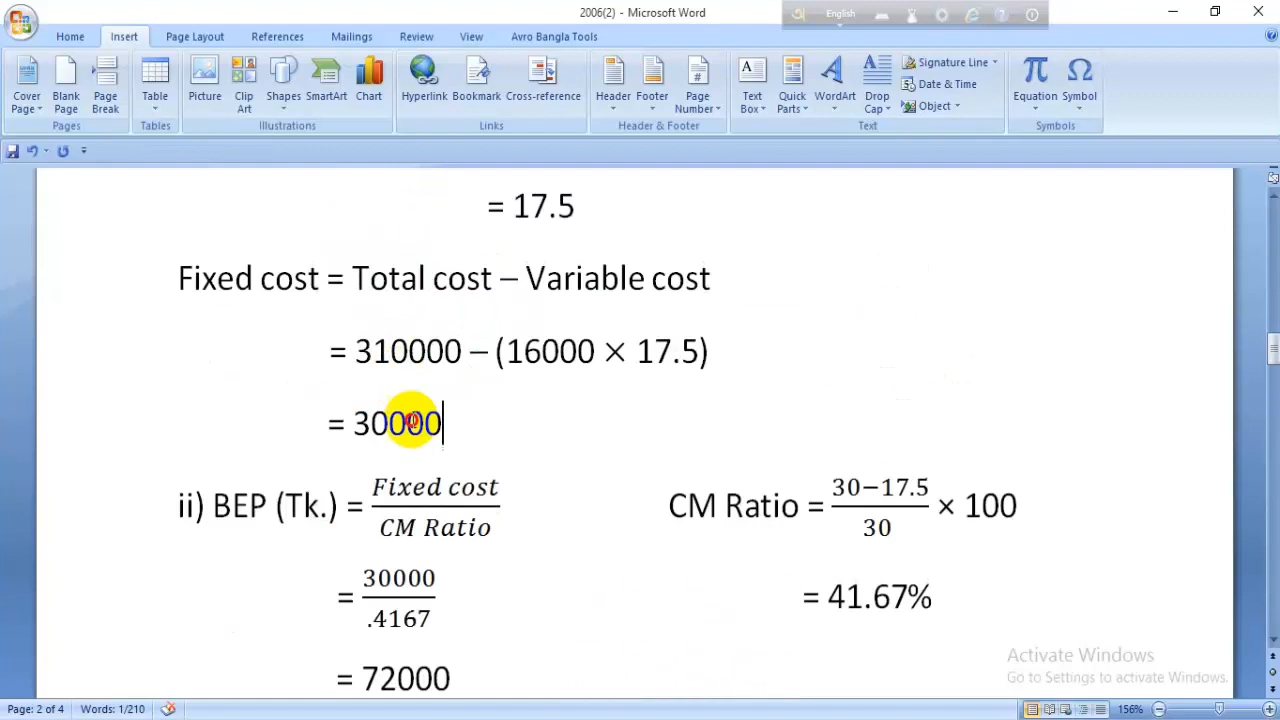 2006(2) - Microsoft Word
English
Home Insert Page Layout References Mailings Review View Avro Bangla Tools
Cover Page Blank Page Page Break Table Picture Clip Art Shapes SmartArt Chart Hyperlink Bookmark Cross-reference Header Footer Page Number Text Box Quick Parts WordArt Drop Cap Signature Line Date & Time Object Equation Symbol
Pages Tables Illustrations Links Header & Footer Text Symbols
= 17.5
Fixed cost = Total cost – Variable cost
= 310000 – (16000 × 17.5)
= 30000
ii) BEP (Tk.) = Fixed cost / CM Ratio CM Ratio = 30−17.5 / 30 × 100
= 30000 / .4167 = 41.67%
= 72000
Activate Windows
Go to Settings to activate Windows.
Page: 2 of 4 Words: 1/210 156%